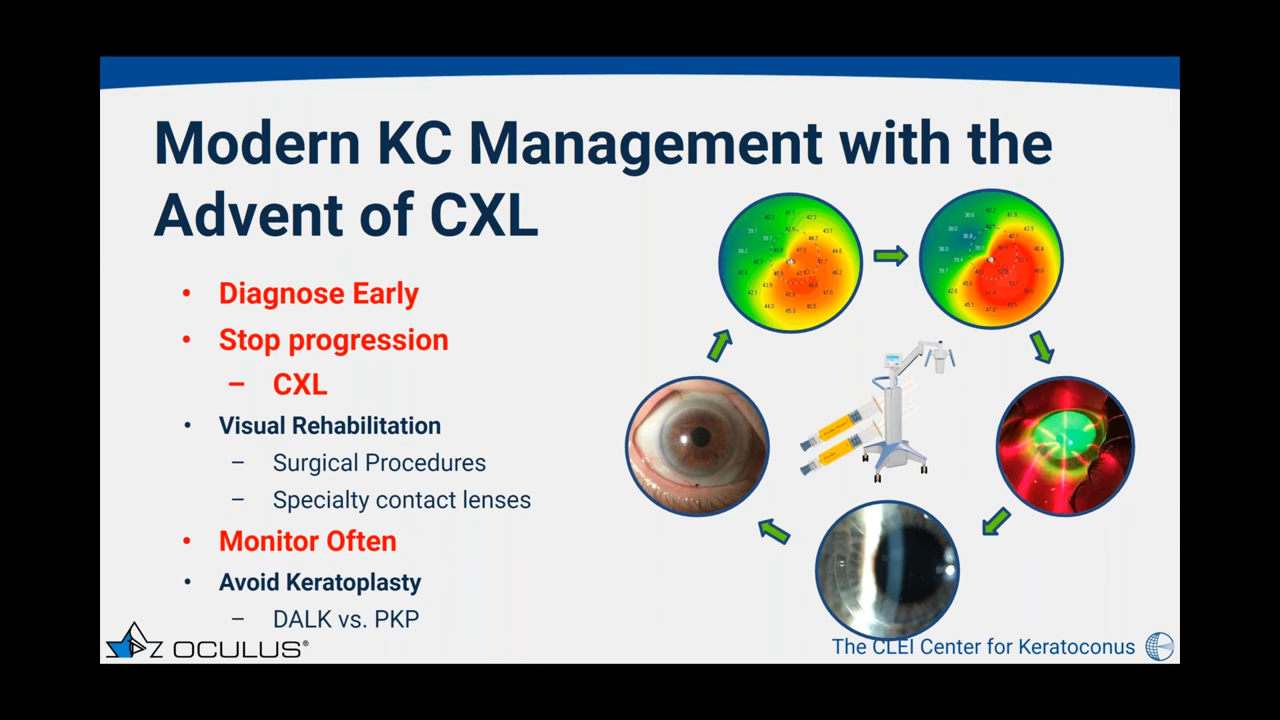 Modern KC Management with the
Advent of CXL
• Diagnose Early
• Stop progression
– CXL
• Visual Rehabilitation
– Surgical Procedures
– Specialty contact lenses
• Monitor Often
• Avoid Keratoplasty
– DALK vs. PKP
OCULUS®
The CLEI Center for Keratoconus